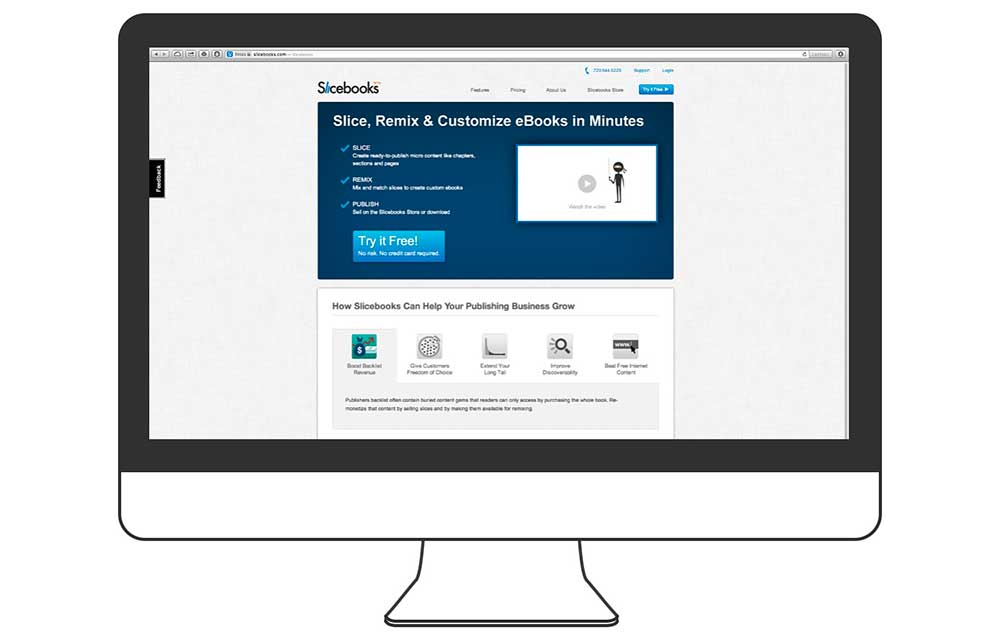 slicebooks.com
720.644.6229 Support Login
Slicebooks
Features Pricing About Us Slicebooks Store Try it Free
Slice, Remix & Customize eBooks in Minutes
SLICE
Create ready-to-publish micro content like chapters,
sections and pages
REMIX
Mix and match slices to create custom ebooks
PUBLISH
Sell on the Slicebooks Store or download
Watch the video
Try it Free!
No risk. No credit card required.
Feedback
How Slicebooks Can Help Your Publishing Business Grow
Boost Backlist
Revenue
Give Customers
Freedom of Choice
Extend Your
Long Tail
Improve
Discoverability
www.
Beat Free Internet
Content
Publishers backlist often contain buried content gems that readers can only access by purchasing the whole book. Re-
monetize that content by selling slices and by making them available for remixing.